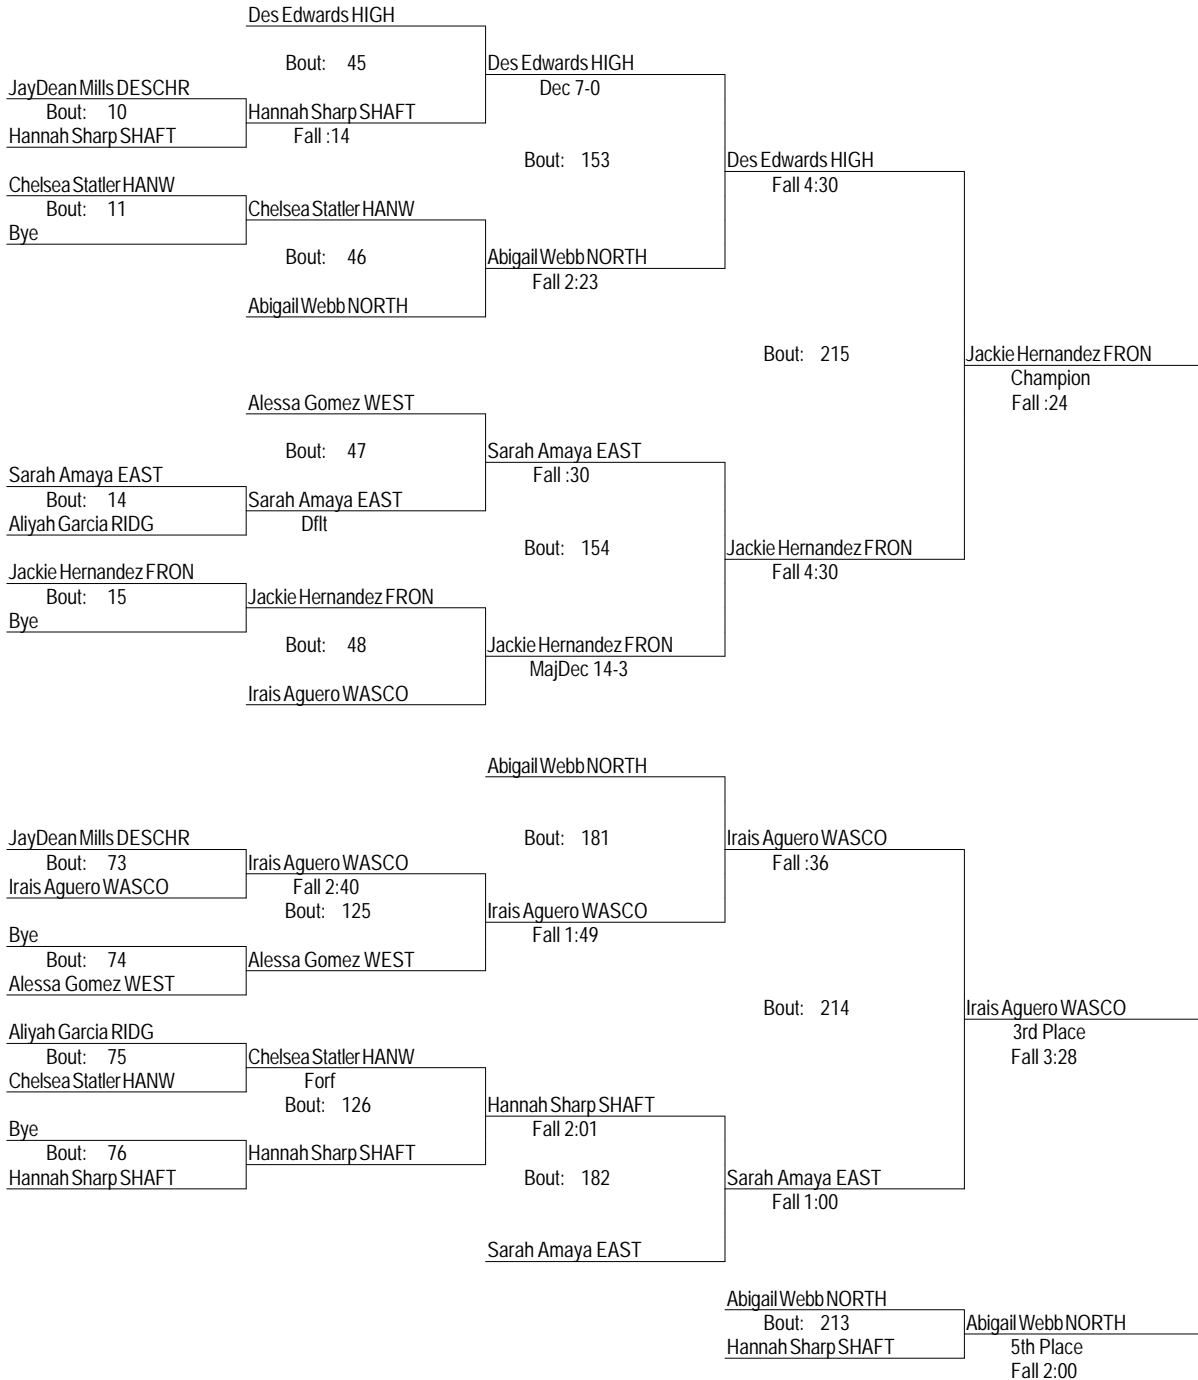 Des Edwards HIGH
Bout: 45
Des Edwards HIGH
JayDean Mills DESCHR
Dec 7-0
Bout: 10
Hannah Sharp SHAFT
Hannah Sharp SHAFT
Fall :14
Bout: 153
Des Edwards HIGH
Chelsea Statler HANW
Fall 4:30
Bout: 11
Chelsea Statler HANW
Bye
Bout: 46
Abigail Webb NORTH
Fall 2:23
Abigail Webb NORTH
Bout: 215
Jackie Hernandez FRON
Champion
Alessa Gomez WEST
Fall :24
Bout: 47
Sarah Amaya EAST
Sarah Amaya EAST
Fall :30
Bout: 14
Sarah Amaya EAST
Aliyah Garcia RIDG
Dflt
Bout: 154
Jackie Hernandez FRON
Jackie Hernandez FRON
Fall 4:30
Bout: 15
Jackie Hernandez FRON
Bye
Bout: 48
Jackie Hernandez FRON
MajDec 14-3
Irais Aguero WASCO
Abigail Webb NORTH
JayDean Mills DESCHR
Bout: 181
Irais Aguero WASCO
Bout: 73
Irais Aguero WASCO
Fall :36
Irais Aguero WASCO
Fall 2:40
Bout: 125
Irais Aguero WASCO
Bye
Fall 1:49
Bout: 74
Alessa Gomez WEST
Alessa Gomez WEST
Bout: 214
Irais Aguero WASCO
Aliyah Garcia RIDG
3rd Place
Bout: 75
Chelsea Statler HANW
Fall 3:28
Chelsea Statler HANW
Forf
Bout: 126
Hannah Sharp SHAFT
Bye
Fall 2:01
Bout: 76
Hannah Sharp SHAFT
Hannah Sharp SHAFT
Bout: 182
Sarah Amaya EAST
Fall 1:00
Sarah Amaya EAST
Abigail Webb NORTH
Bout: 213
Abigail Webb NORTH
Hannah Sharp SHAFT
5th Place
Fall 2:00